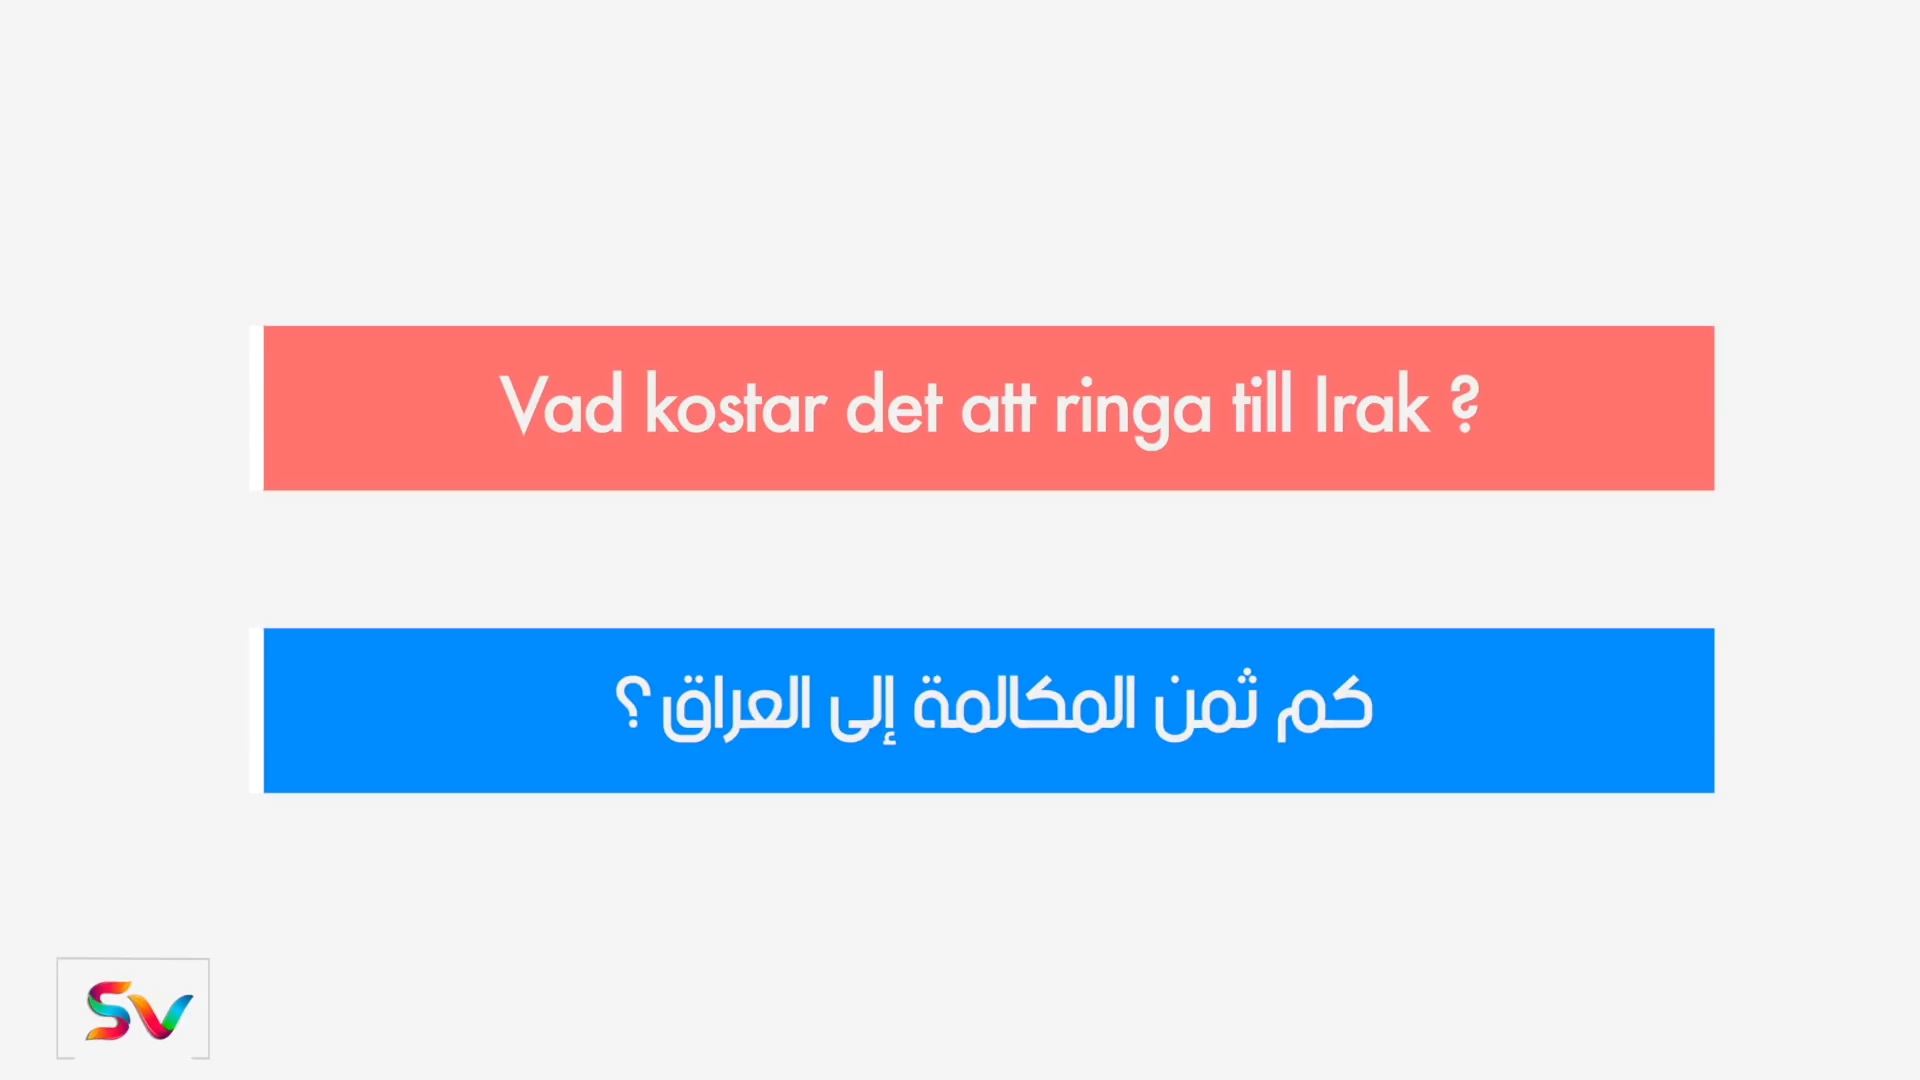 Vad kostar det att ringa till Irak ?
كم ثمن المكالمة إلى العراق ؟
SV